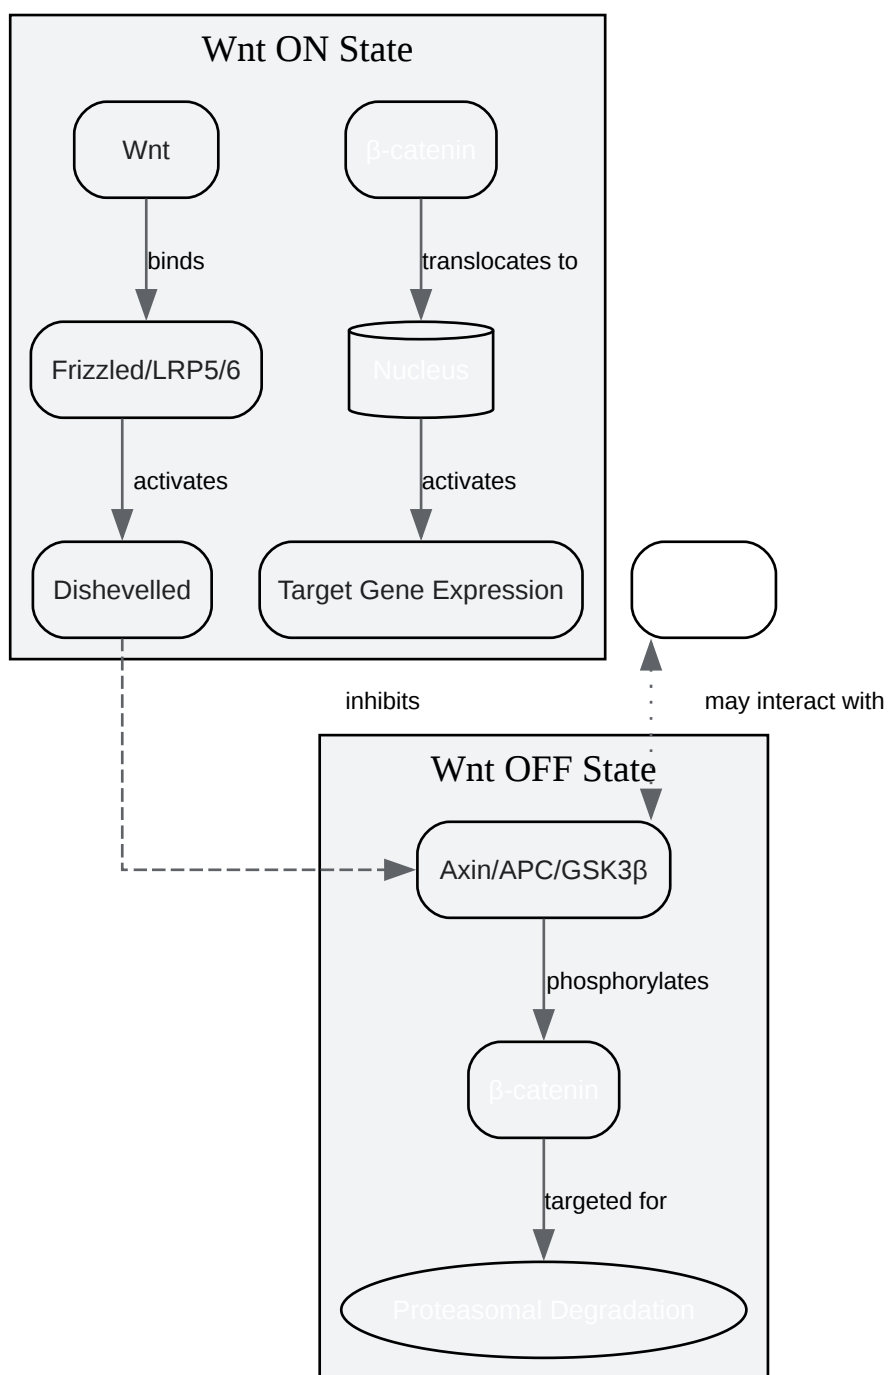 Wnt ON State
Wnt
β-catenin
binds
translocates to
Frizzled/LRP5/6
Nucleus
activates
activates
Dishevelled
Target Gene Expression
inhibits
may interact with
Wnt OFF State
Axin/APC/GSK3β
phosphorylates
β-catenin
targeted for
Proteasomal Degradation